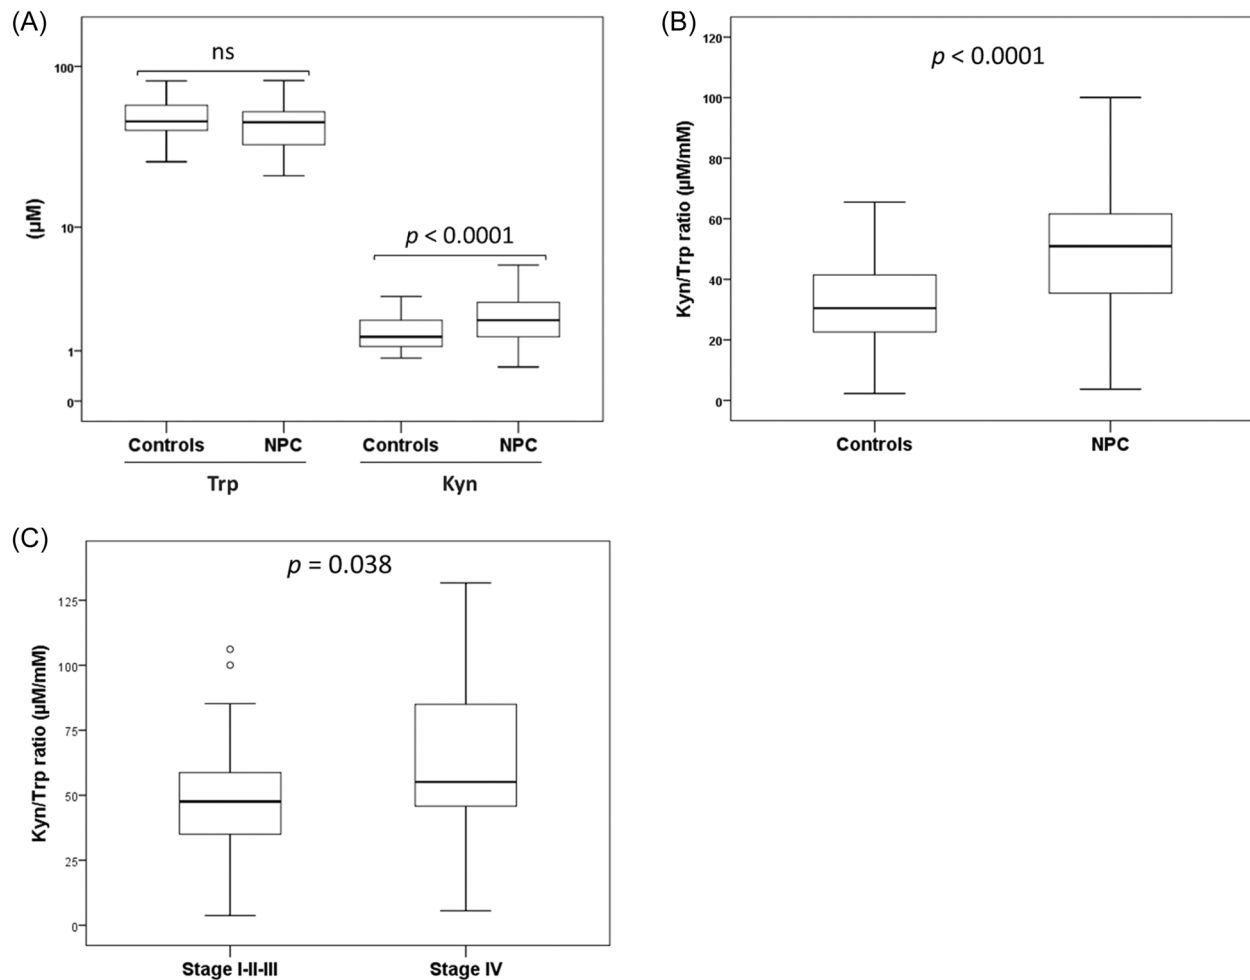 (A)
ns
100
10
1
0
(µM)
p < 0.0001
Controls NPC Controls NPC
Trp Kyn
(B)
p < 0.0001
120
100
80
60
40
20
0
Kyn/Trp ratio (µM/mM)
Controls NPC
(C)
p = 0.038
125
100
75
50
25
0
Kyn/Trp ratio (µM/mM)
Stage I-II-III Stage IV